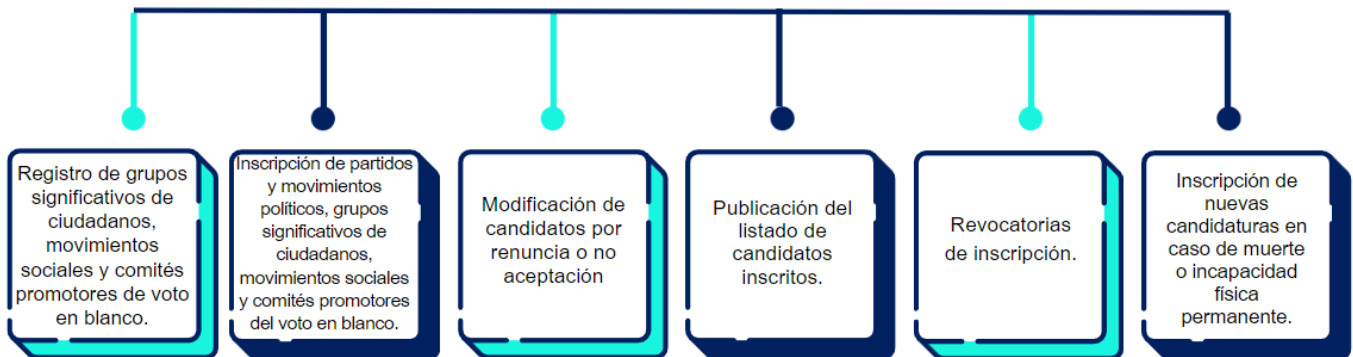 Registro de grupos
significativos de
ciudadanos,
movimientos
sociales y comités
promotores de voto
en blanco.
Inscripción de partidos
y movimientos
políticos, grupos
significativos de
ciudadanos,
movimientos sociales
y comités promotores
del voto en blanco.
Modificación de
candidatos por
renuncia o no
aceptación
Publicación del
listado de
candidatos
inscritos.
Revocatorias
de inscripción.
Inscripción de
nuevas
candidaturas en
caso de muerte
o incapacidad
física
permanente.